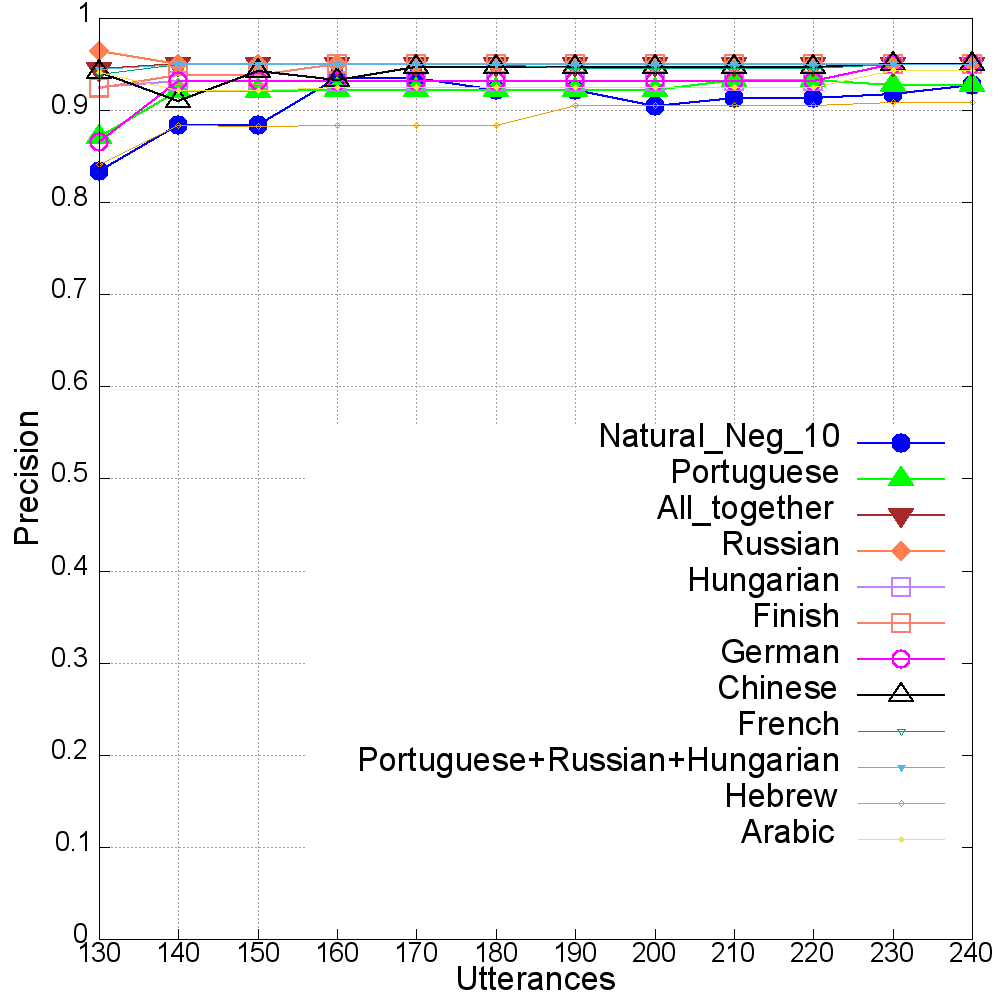 1
0.9
0.8
0.7
0.6
0.5
0.4
0.3
0.2
0.1
0
Precision
Natural_Neg_10
Portuguese
All_together
Russian
Hungarian
Finish
German
Chinese
French
Portuguese+Russian+Hungarian
Hebrew
Arabic
130 140 150 160 170 180 190 200 210 220 230 240
Utterances